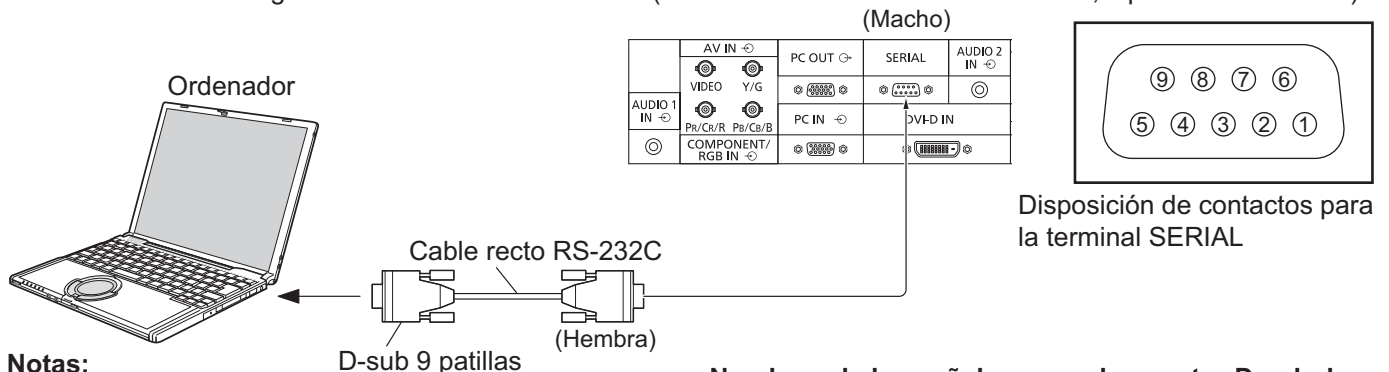 (Macho)
Ordenador
AV IN
PC OUT
SERIAL
AUDIO 2
IN
VIDEO
Y/G
AUDIO 1
IN
PR/CR/R
PB/CB/B
PC IN
DVI-D IN
COMPONENT/
RGB IN
9 8 7 6
5 4 3 2 1
Disposición de contactos para
la terminal SERIAL
Cable recto RS-232C
(Hembra)
D-sub 9 patillas
Notas: